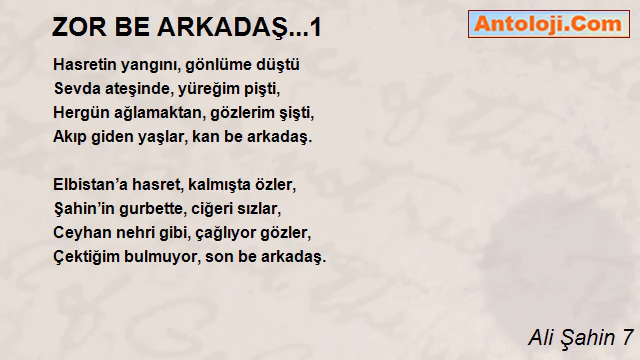 ZOR BE ARKADAŞ...1
Antoloji.Com
Hasretin yangını, gönlüme düştü
Sevda ateşinde, yüreğim pişti,
Hergün ağlamaktan, gözlerim şişti,
Akıp giden yaşlar, kan be arkadaş.
Elbistan’a hasret, kalmışta özler,
Şahin’in gurbette, ciğeri sızlar,
Ceyhan nehri gibi, çağlıyor gözler,
Çektiğim bulmuyor, son be arkadaş.
Ali Şahin 7